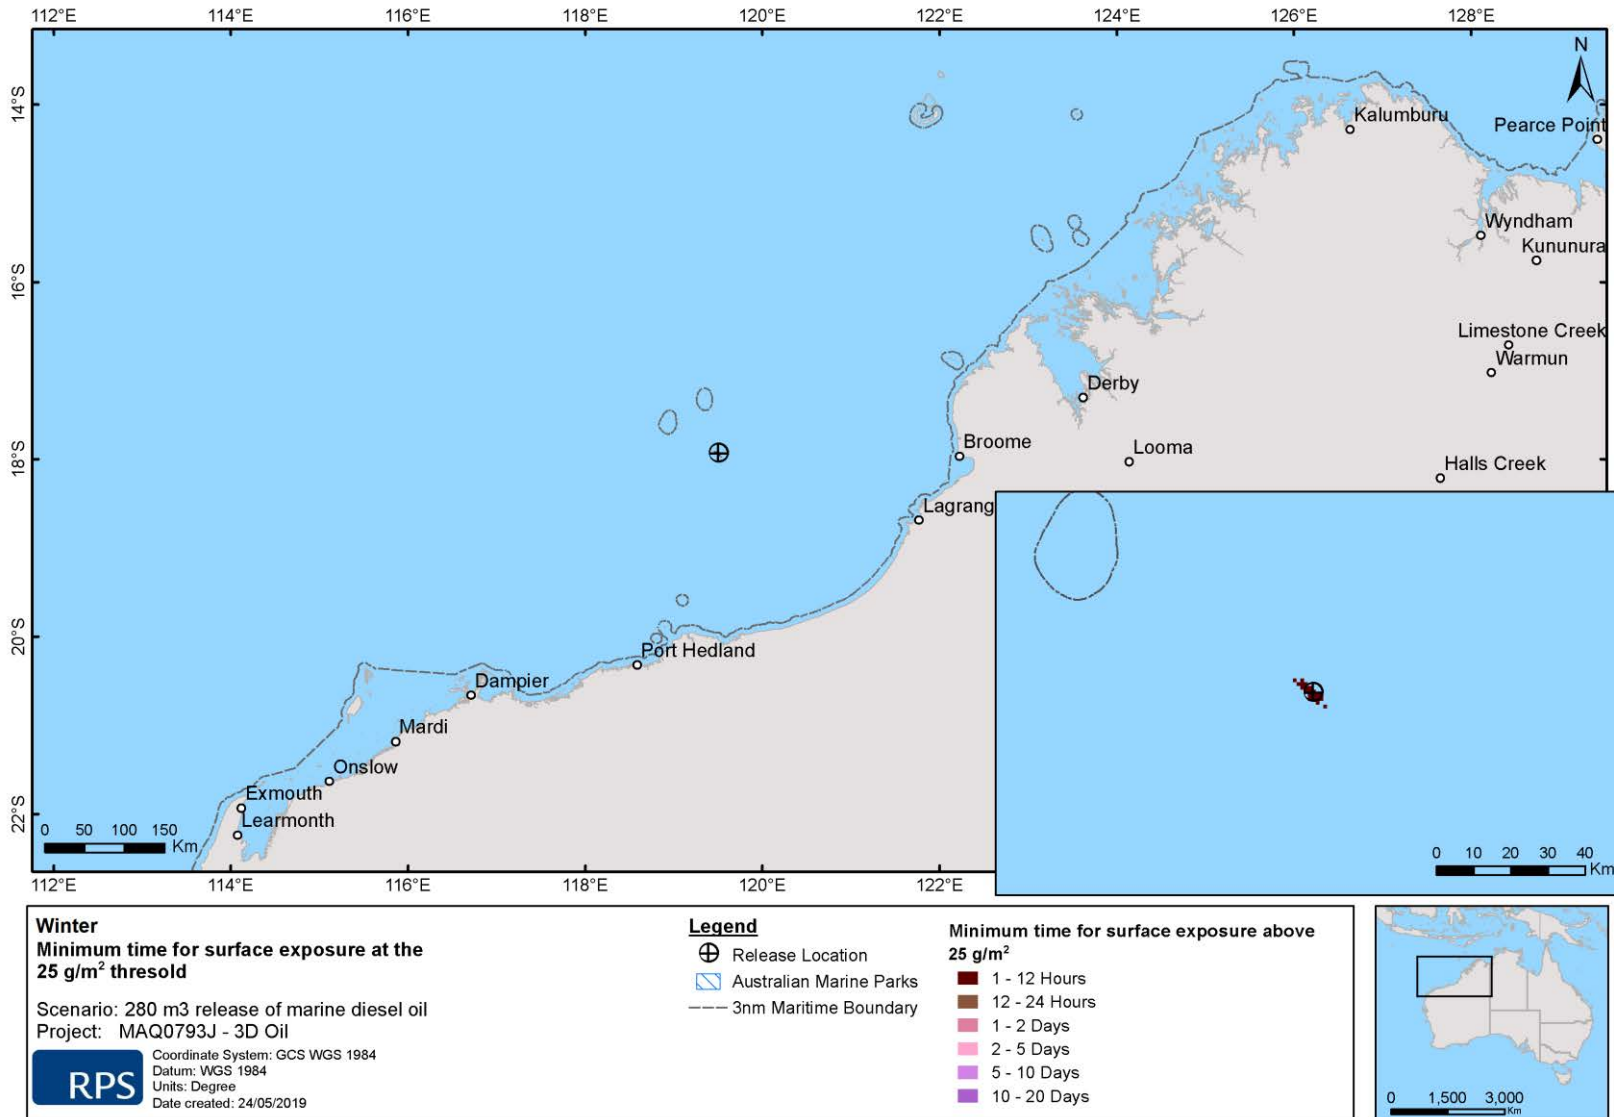 112°E 114°E 116°E 118°E 120°E 122°E 124°E 126°E 128°E
N
14°S
16°S
18°S
20°S
22°S
Kalumburu
Pearce Point
Wyndham
Kununura
Limestone Creek
Warmun
Derby
Broome
Looma
Halls Creek
Lagrang
Port Hedland
Dampier
Mardi
Onslow
Exmouth
Learmonth
0 50 100 150
Km
0 10 20 30 40
Km
112°E 114°E 116°E 118°E 120°E 122°E
Winter
Minimum time for surface exposure at the
25 g/m² thresold
Scenario: 280 m3 release of marine diesel oil
Project: MAQ0793J - 3D Oil
RPS
Coordinate System: GCS WGS 1984
Datum: WGS 1984
Units: Degree
Date created: 24/05/2019
Legend
Release Location
Australian Marine Parks
3nm Maritime Boundary
Minimum time for surface exposure above
25 g/m²
1 - 12 Hours
12 - 24 Hours
1 - 2 Days
2 - 5 Days
5 - 10 Days
10 - 20 Days
0 1,500 3,000
Km